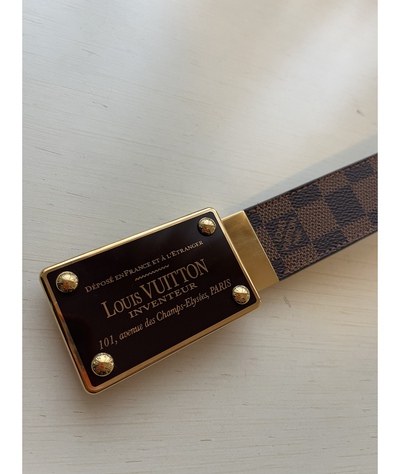 DÉPOSÉ EN FRANCE ET À L'ÉTRANGER
LOUIS VUITTON
INVENTEUR
101, avenue des Champs-Elysées, PARIS